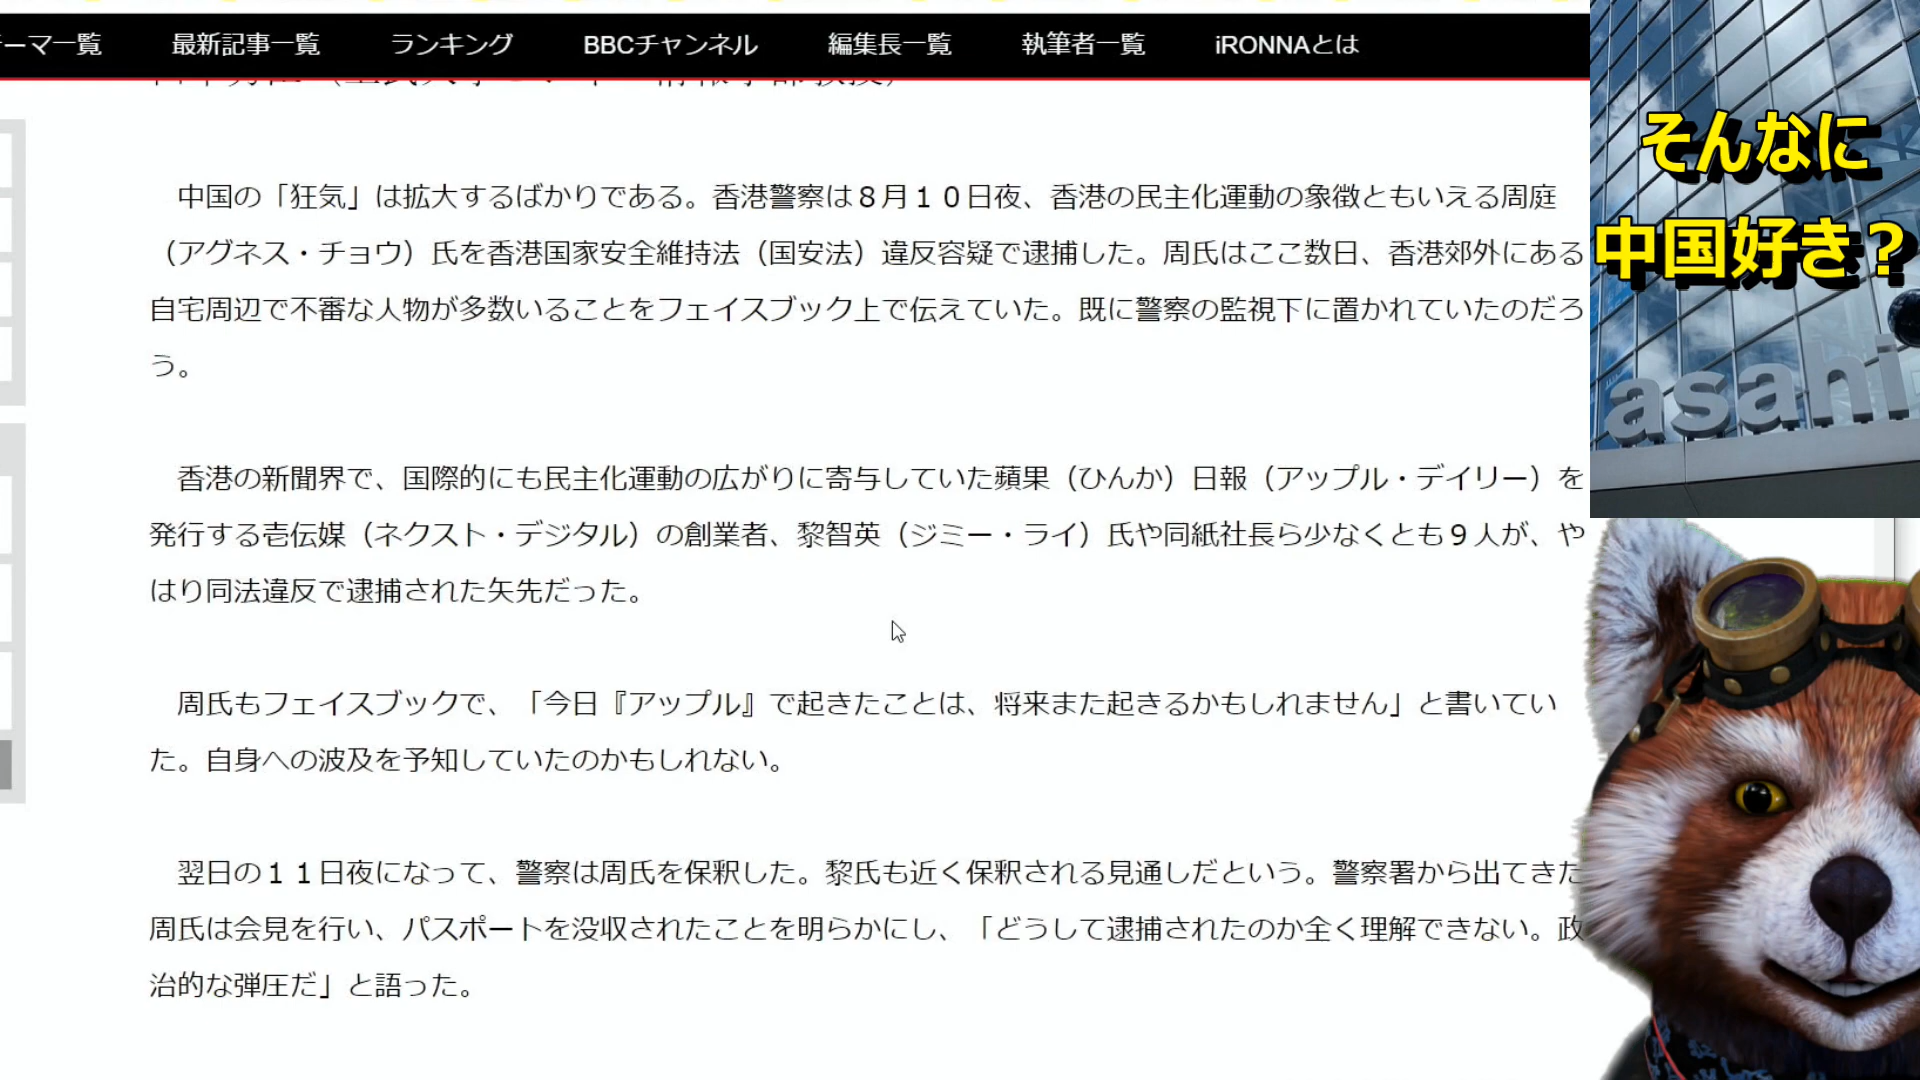 ーマ一覧 最新記事一覧 ランキング BBCチャンネル 編集長一覧 執筆者一覧 iRONNAとは
中国の「狂気」は拡大するばかりである。香港警察は８月１０日夜、香港の民主化運動の象徴ともいえる周庭
（アグネス・チョウ）氏を香港国家安全維持法（国安法）違反容疑で逮捕した。周氏はここ数日、香港郊外にある
自宅周辺で不審な人物が多数いることをフェイスブック上で伝えていた。既に警察の監視下に置かれていたのだろ
う。
香港の新聞界で、国際的にも民主化運動の広がりに寄与していた蘋果（ひんか）日報（アップル・デイリー）を
発行する壱伝媒（ネクスト・デジタル）の創業者、黎智英（ジミー・ライ）氏や同紙社長ら少なくとも９人が、や
はり同法違反で逮捕された矢先だった。
周氏もフェイスブックで、「今日『アップル』で起きたことは、将来また起きるかもしれません」と書いてい
た。自身への波及を予知していたのかもしれない。
翌日の１１日夜になって、警察は周氏を保釈した。黎氏も近く保釈される見通しだという。警察署から出てきた
周氏は会見を行い、パスポートを没収されたことを明らかにし、「どうして逮捕されたのか全く理解できない。政
治的な弾圧だ」と語った。
そんなに
中国好き？
asahi